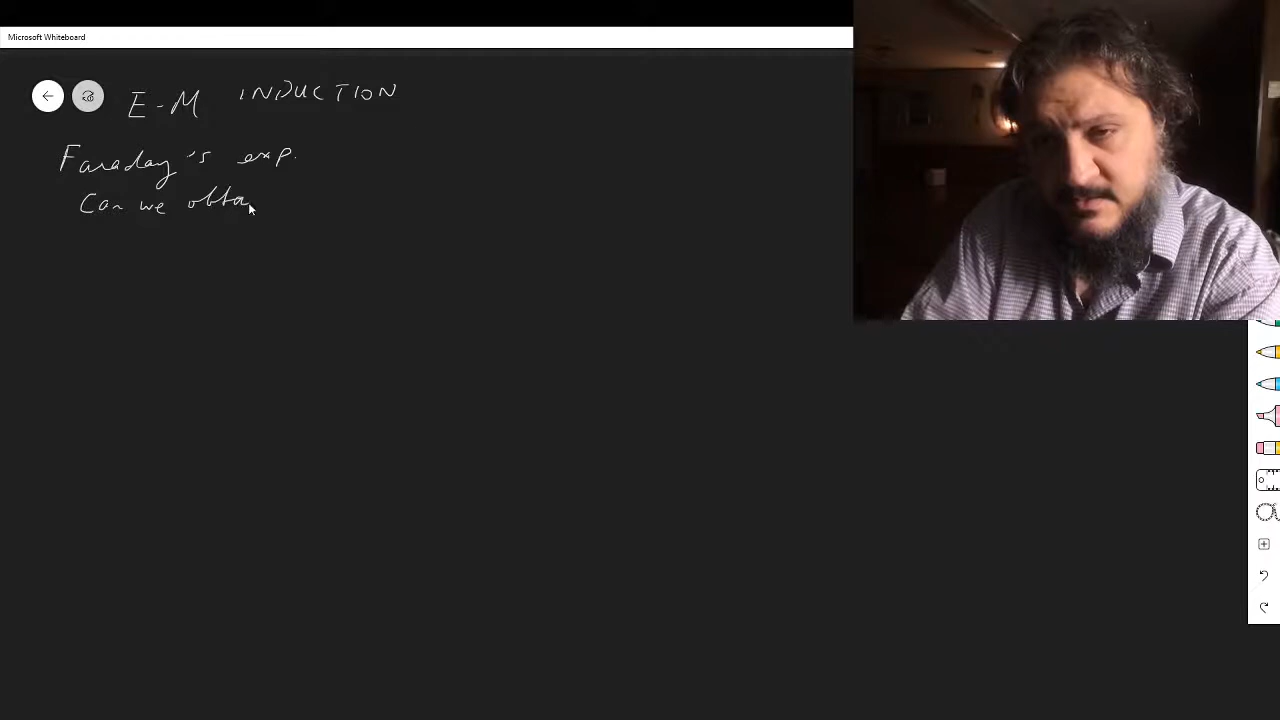 Microsoft Whiteboard
E-M INDUCTION
Faraday's exp.
Can we obta